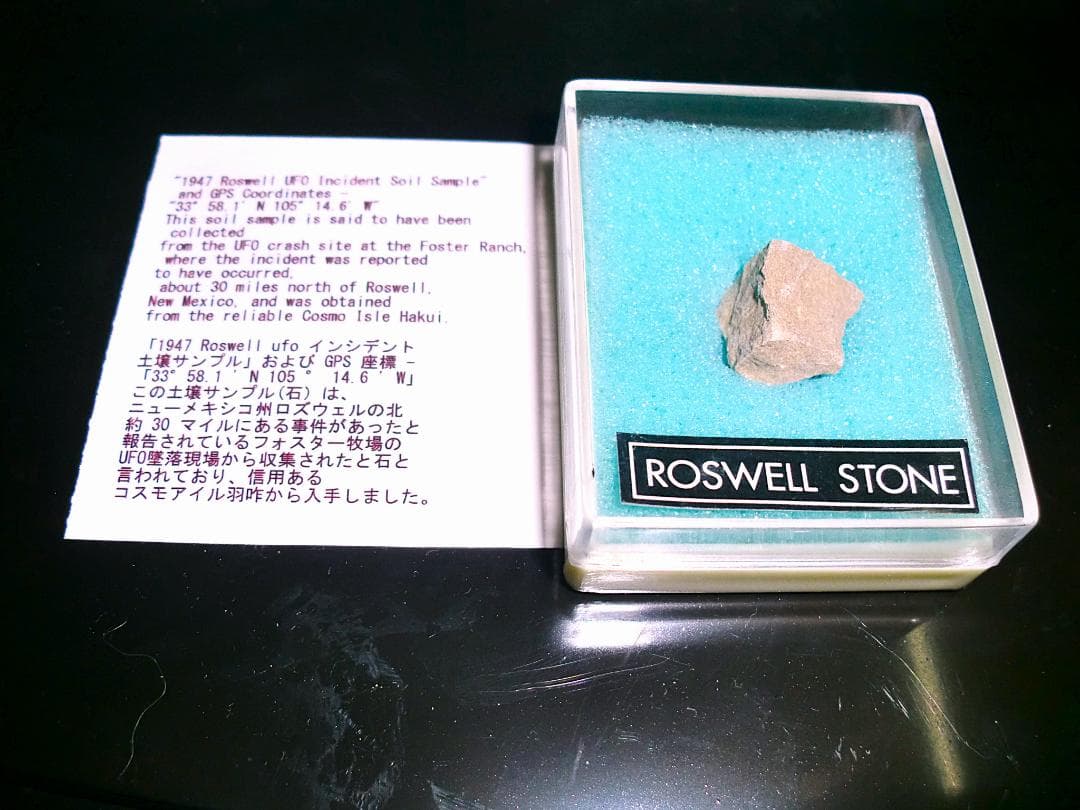 "1947 Roswell UFO Incident Soil Sample"
and GPS Coordinates -
"33° 58.1' N 105° 14.6' W"
This soil sample is said to have been
collected
from the UFO crash site at the Foster Ranch,
where the incident was reported
to have occurred,
about 30 miles north of Roswell,
New Mexico, and was obtained
from the reliable Cosmo Isle Hakui.
「1947 Roswell ufo インシデント
土壌サンプル」および GPS 座標 -
「33° 58.1 ' N 105 ° 14.6 ' W」
この土壌サンプル(石) は、
ニューメキシコ州ロズウェルの北
約 30 マイルにある事件があったと
報告されているフォスター牧場の
UFO墜落現場から収集されたと石と
言われており、信用ある
コスモアイル羽咋から入手しました。
ROSWELL STONE